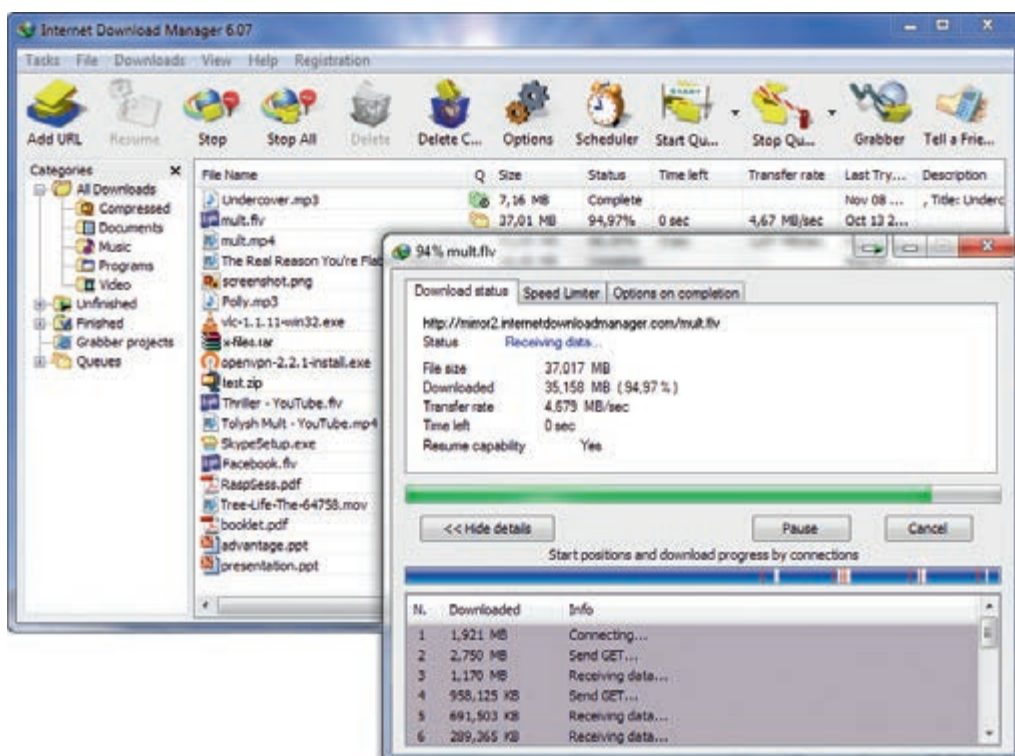 Internet Download Manager 6.07
Tasks File Downloads View Help Registration
Add URL Resume Stop Stop All Delete Delete C... Options Scheduler Start Qu... Stop Qu... Grabber Tell a Frie...
Categories
All Downloads
Compressed
Documents
Music
Programs
Video
Unfinished
Finished
Grabber projects
Queues
File Name Q Size Status Time left Transfer rate Last Try... Description
Undercover.mp3 7,16 MB Complete Nov 08 ... , Title: Underc
mult.flv 37,01 MB 94,97% 0 sec 4,67 MB/sec Oct 13 2...
mult.mp4
The Real Reason You're Fla
screenshot.png
Polly.mp3
vlc-1.1.11-win32.exe
x-files.rar
openvpn-2.2.1-install.exe
test.zip
Thriller - YouTube.flv
Tolysh Mult - YouTube.mp4
SkypeSetup.exe
Facebook.flv
RaspSess.pdf
Tree-Life-The-64758.mov
booklet.pdf
advantage.ppt
presentation.ppt
94% mult.flv
Download status Speed Limiter Options on completion
http://mirror2.internetdownloadmanager.com/mult.flv
Status Receiving data...
File size 37,017 MB
Downloaded 35,158 MB ( 94,97 % )
Transfer rate 4,679 MB/sec
Time left 0 sec
Resume capability Yes
<< Hide details Pause Cancel
Start positions and download progress by connections
N. Downloaded Info
1 1,921 MB Connecting...
2 2,750 MB Send GET...
3 1,170 MB Receiving data...
4 958,125 KB Send GET...
5 691,503 KB Receiving data...
6 289,365 KB Receiving data...